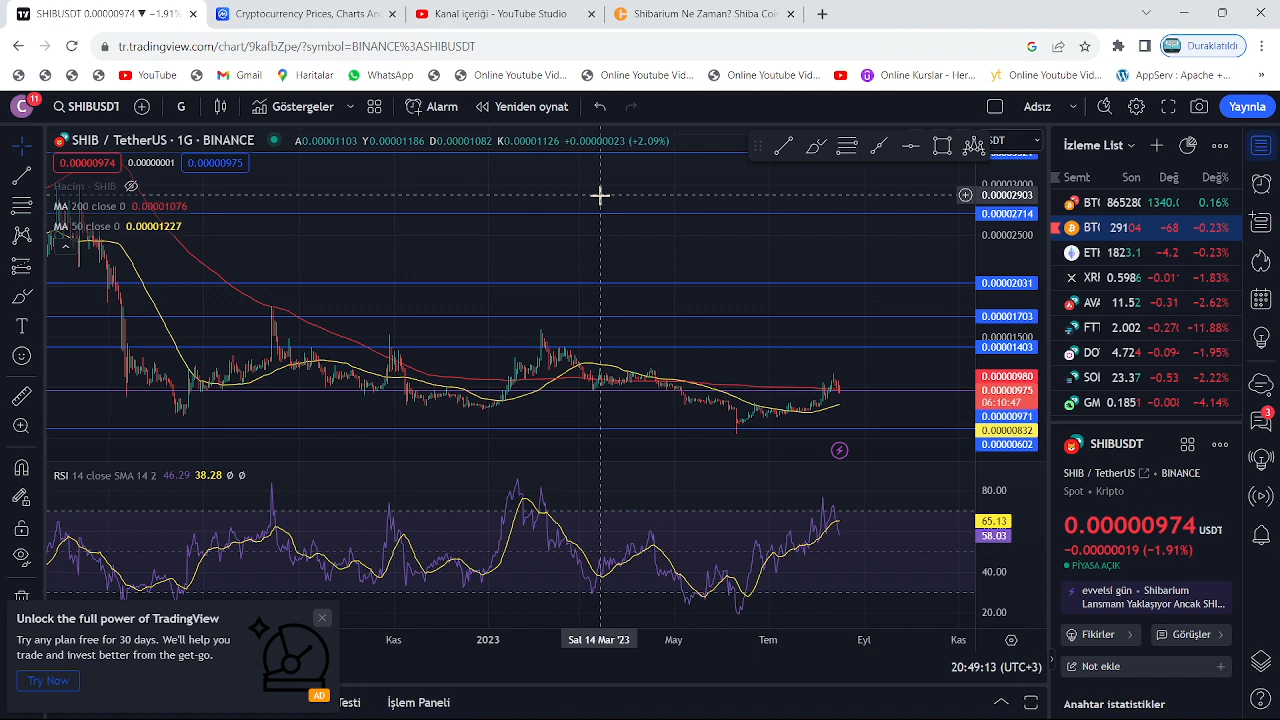 SHIBUSDT 0.00000974 ▼ −1.91%
Cryptocurrency Prices, Charts An
Kanal içeriği - YouTube Studio
Shibarium Ne Zaman? Shiba Coin
tr.tradingview.com/chart/9kafbZpe/?symbol=BINANCE%3ASHIBUSDT
Duraklatıldı
YouTube
Gmail
Haritalar
WhatsApp
Online Youtube Vid...
Online Youtube Vid...
Online Youtube Vid...
Online Kurslar - Her...
Online Youtube Vid...
AppServ : Apache +...
C 11
SHIBUSDT
G
Göstergeler
Alarm
Yeniden oynat
Adsız
Yayınla
SHIB / TetherUS · 1G · BINANCE
A0.00001103 Y0.00001186 D0.00001082 K0.00001126 +0.00000023 (+2.09%)
0.00000974 0.00000001 0.00000975
Hacim - SHIB
MA 200 close 0 0.00001076
MA 50 close 0 0.00001227
0.00003000
0.00002903
0.00002714
0.00002500
0.00002031
0.00001703
0.00001500
0.00001403
0.00000980
0.00000975
06:10:47
0.00000971
0.00000832
0.00000602
RSI 14 close SMA 14 2 46.29 38.28 Ø Ø
80.00
65.13
58.03
40.00
20.00
Kas
2023
Sal 14 Mar '23
May
Tem
Eyl
Kas
20:49:13 (UTC+3)
Unlock the full power of TradingView
Try any plan free for 30 days. We'll help you
trade and invest better from the get-go.
Try Now
AD
İşlem Paneli
İzleme List
Semb Son Değ Değ%
BTC 86528 1340.0 0.16%
BTC 29104 −68 −0.23%
ETH 1823.1 −4.2 −0.23%
XRI 0.5986 −0.01 −1.83%
AVA 11.52 −0.31 −2.62%
FTT 2.002 −0.270 −11.88%
DO 4.724 −0.094 −1.95%
SOI 23.37 −0.53 −2.22%
GM 0.1851 −0.008 −4.14%
3
SHIBUSDT
SHIB / TetherUS • BINANCE
Spot • Kripto
0.00000974 USDT
−0.00000019 (−1.91%)
PİYASA AÇIK
evvelsi gün • Shibarium
Lansmanı Yaklaşıyor Ancak SHI...
Fikirler
Görüşler
Not ekle
Anahtar istatistikler